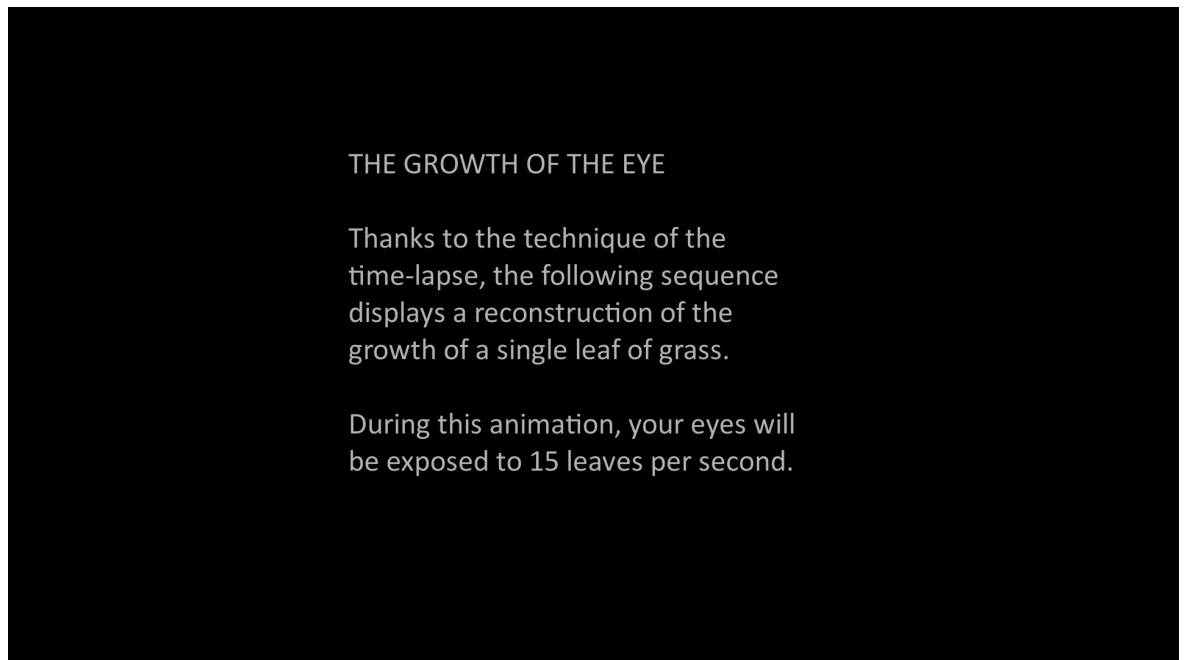 THE GROWTH OF THE EYE
Thanks to the technique of the
time-lapse, the following sequence
displays a reconstruction of the
growth of a single leaf of grass.
During this animation, your eyes will
be exposed to 15 leaves per second.